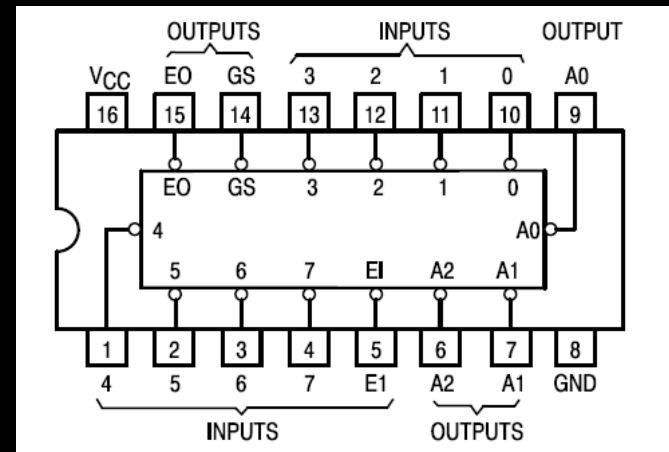 OUTPUTS INPUTS OUTPUT
VCC EO GS 3 2 1 0 A0
16 15 14 13 12 11 10 9
EO GS 3 2 1 0
4 A0
5 6 7 EI A2 A1
1 2 3 4 5 6 7 8
4 5 6 7 E1 A2 A1 GND
INPUTS OUTPUTS